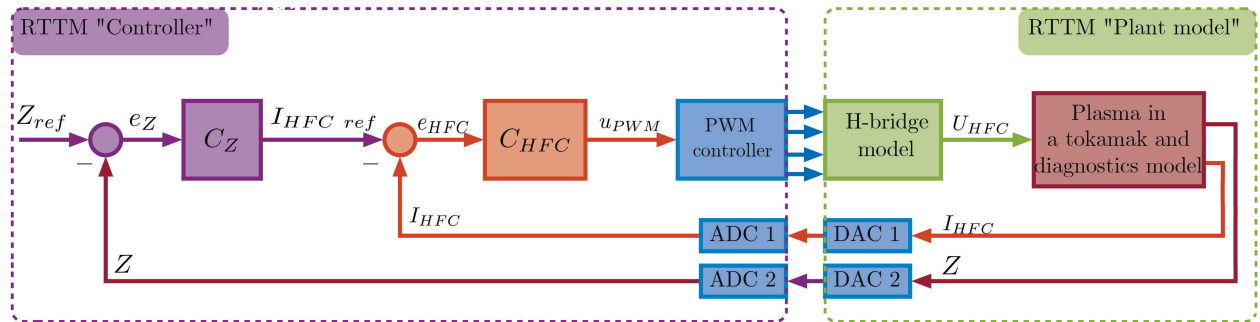 RTTM "Controller"
RTTM "Plant model"
Z_ref
e_Z
C_Z
I_HFC ref
e_HFC
C_HFC
u_PWM
PWM
controller
H-bridge
model
U_HFC
Plasma in
a tokamak and
diagnostics model
−
−
I_HFC
ADC 1
DAC 1
I_HFC
Z
ADC 2
DAC 2
Z